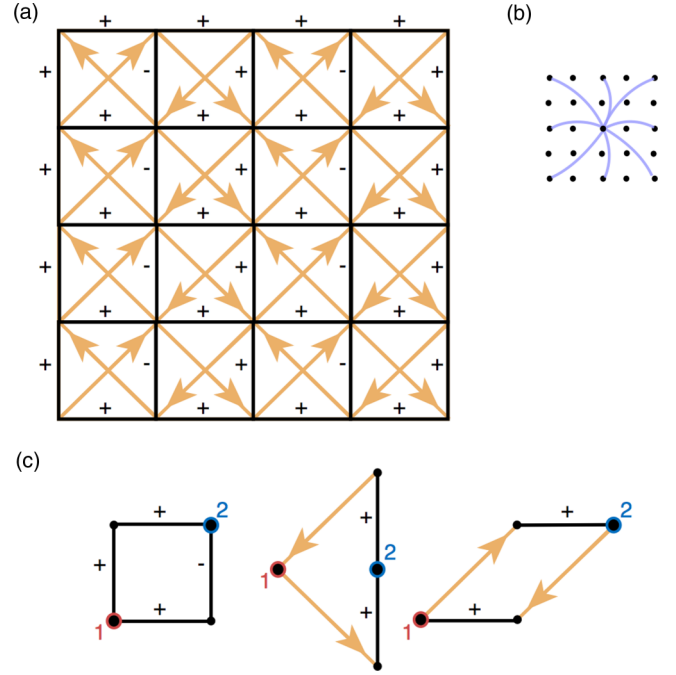 (a)
+ + + +
+ - + - +
+ + + +
+ - + - +
+ + + +
+ - + - +
+ + + +
+ - + - +
+ + + +
(b)
(c)
+ 2
+ -
+
1
+
2
1
+
+ 2
+
1